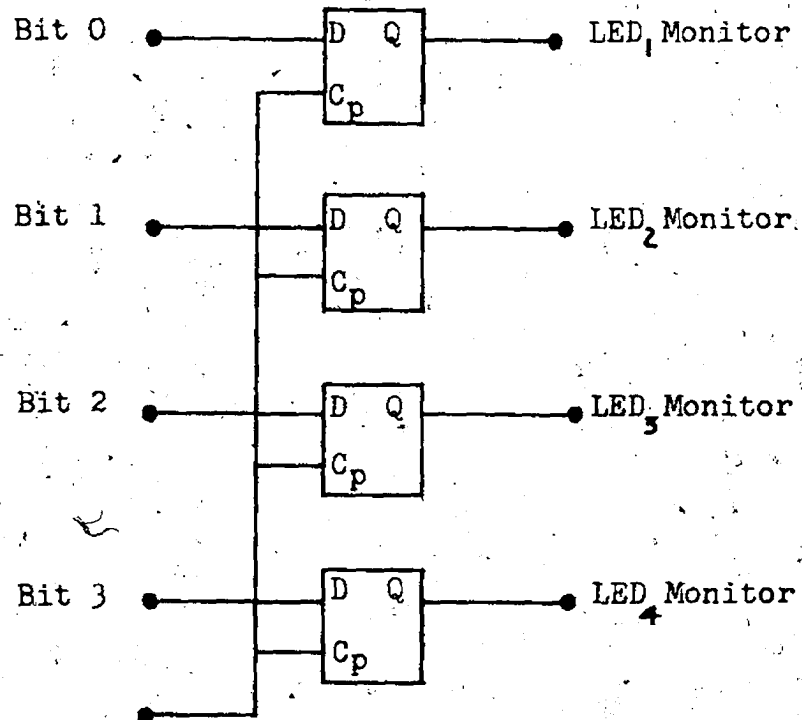 Bit 0 D Q LED1 Monitor
Cp
Bit 1 D Q LED2 Monitor
Cp
Bit 2 D Q LED3 Monitor
Cp
Bit 3 D Q LED4 Monitor
Cp